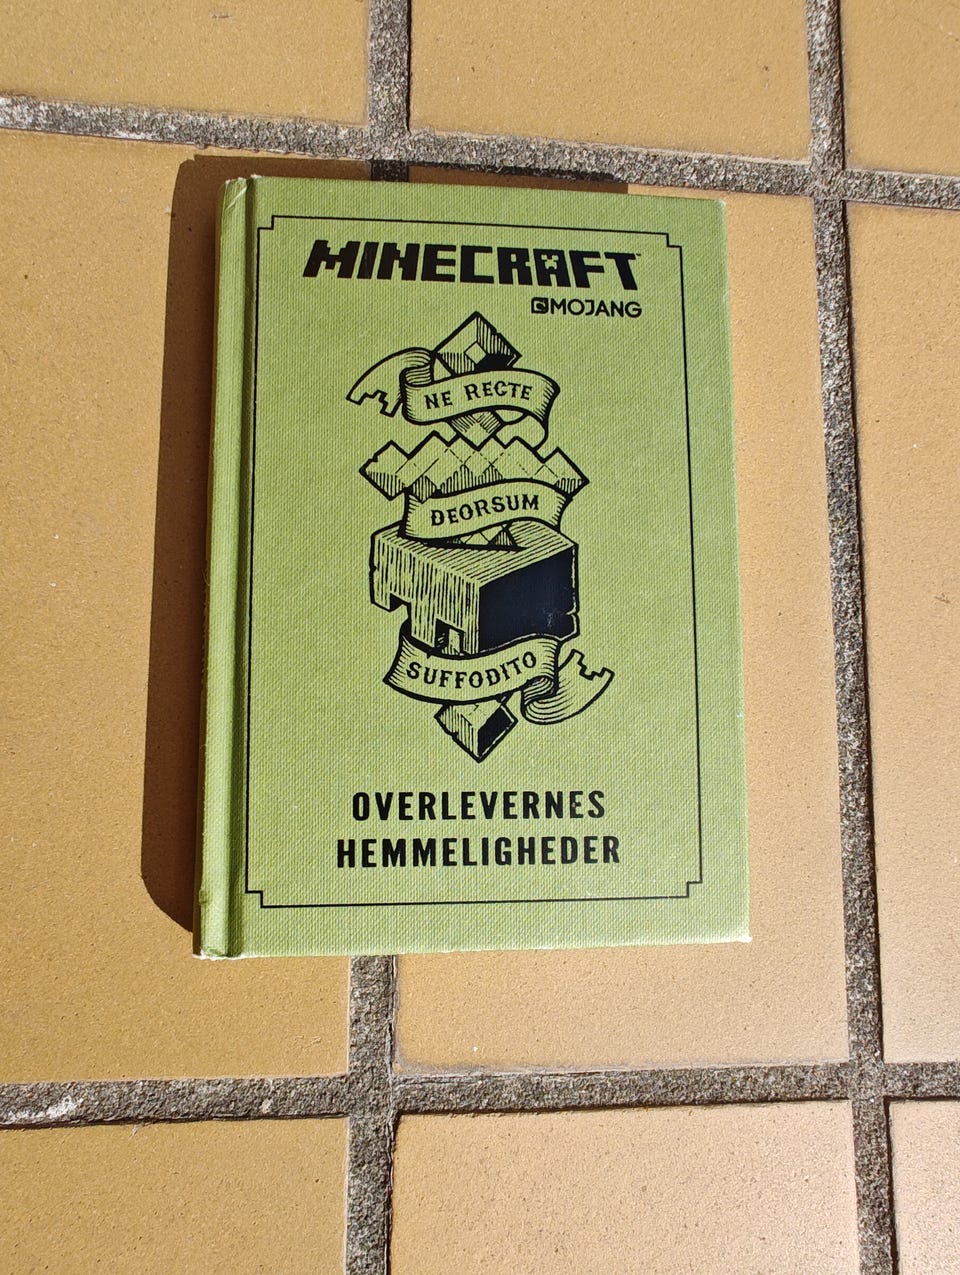 MINECRAFT
MOJANG
NE RECTE
DEORSUM
SUFFODITO
OVERLEVERNES
HEMMELIGHEDER